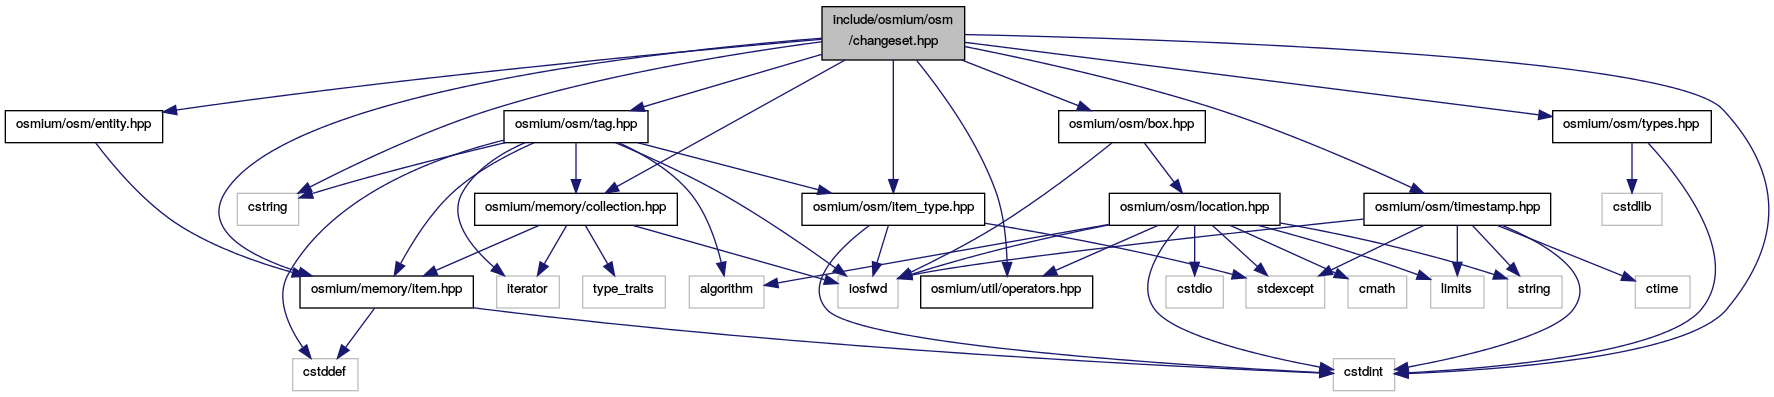 include/osmium/osm
/changeset.hpp
osmium/osm/entity.hpp
osmium/osm/tag.hpp
osmium/osm/box.hpp
osmium/osm/types.hpp
cstring
osmium/memory/collection.hpp
osmium/osm/item_type.hpp
osmium/osm/location.hpp
osmium/osm/timestamp.hpp
cstdlib
osmium/memory/item.hpp
iterator
type_traits
algorithm
iosfwd
osmium/util/operators.hpp
cstdio
stdexcept
cmath
limits
string
ctime
cstddef
cstdint